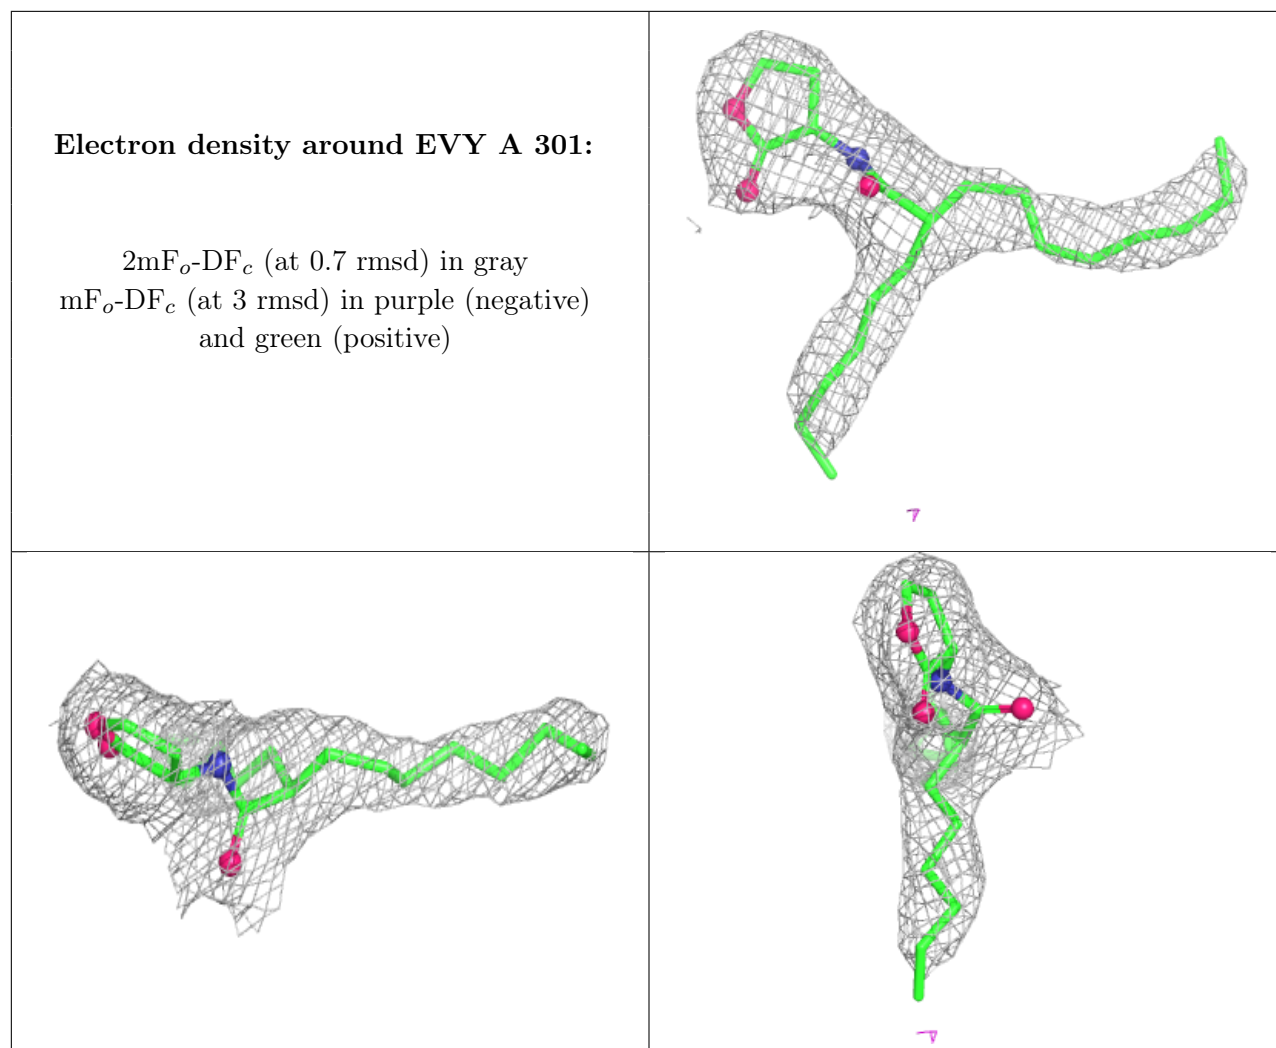 Electron density around EVY A 301:
2mFo-DFc (at 0.7 rmsd) in gray
mFo-DFc (at 3 rmsd) in purple (negative)
and green (positive)